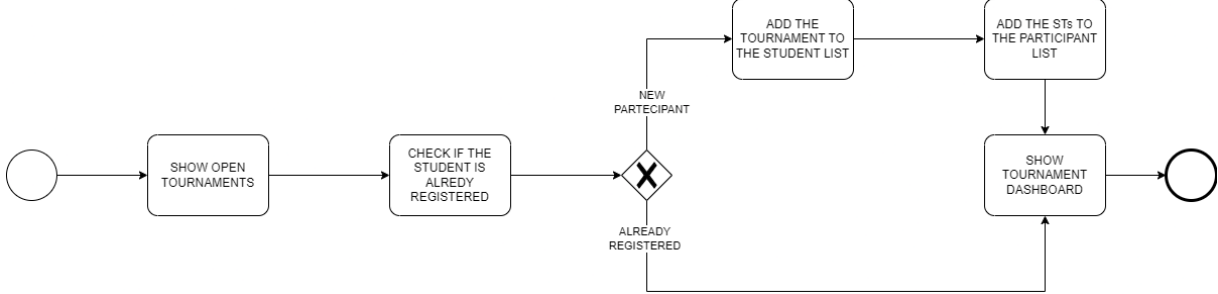 SHOW OPEN
TOURNAMENTS
CHECK IF THE
STUDENT IS
ALREDY
REGISTERED
NEW
PARTECIPANT
ADD THE
TOURNAMENT TO
THE STUDENT LIST
ADD THE STs TO
THE PARTICIPANT
LIST
ALREADY
REGISTERED
SHOW
TOURNAMENT
DASHBOARD